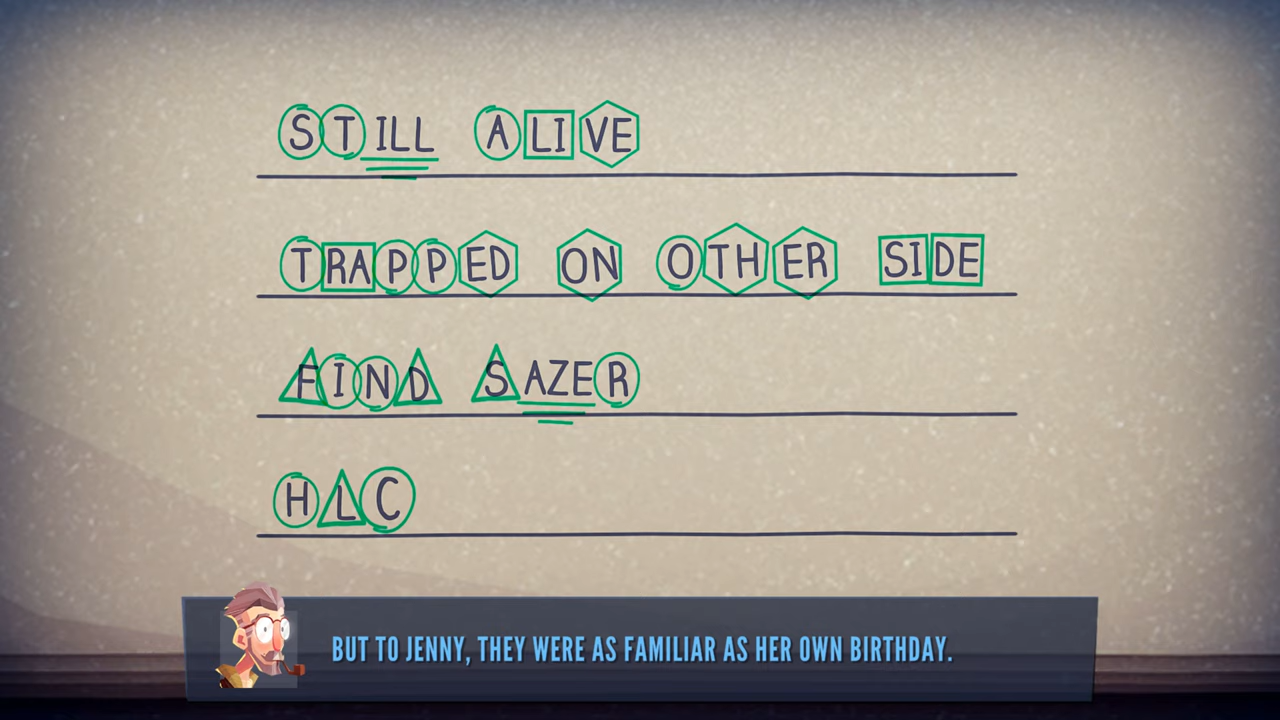 STILL ALIVE
TRAPPED ON OTHER SIDE
FIND SAZER
HLC
BUT TO JENNY, THEY WERE AS FAMILIAR AS HER OWN BIRTHDAY.